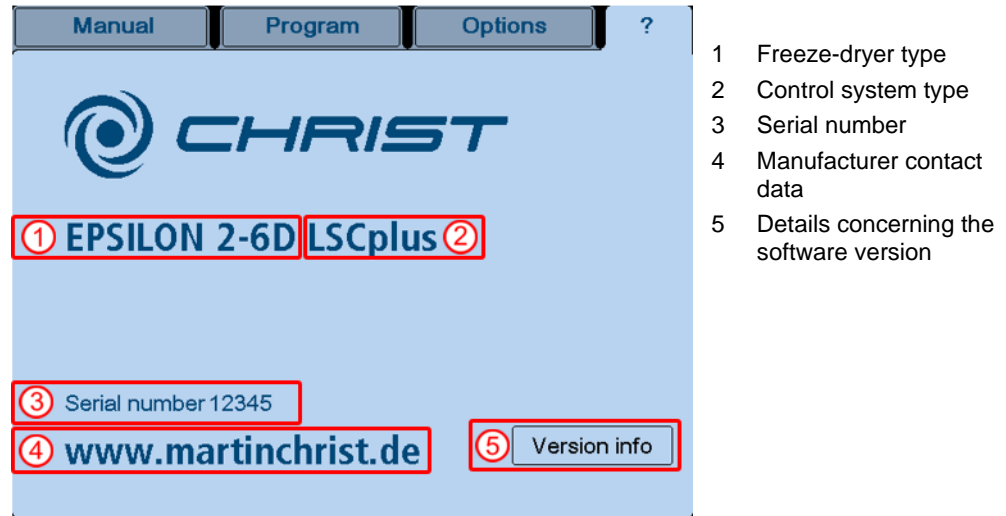 Manual Program Options ?
CHRIST
1 EPSILON 2-6D LSCplus 2
3 Serial number 12345
4 www.martinchrist.de
5 Version info
1 Freeze-dryer type
2 Control system type
3 Serial number
4 Manufacturer contact
data
5 Details concerning the
software version